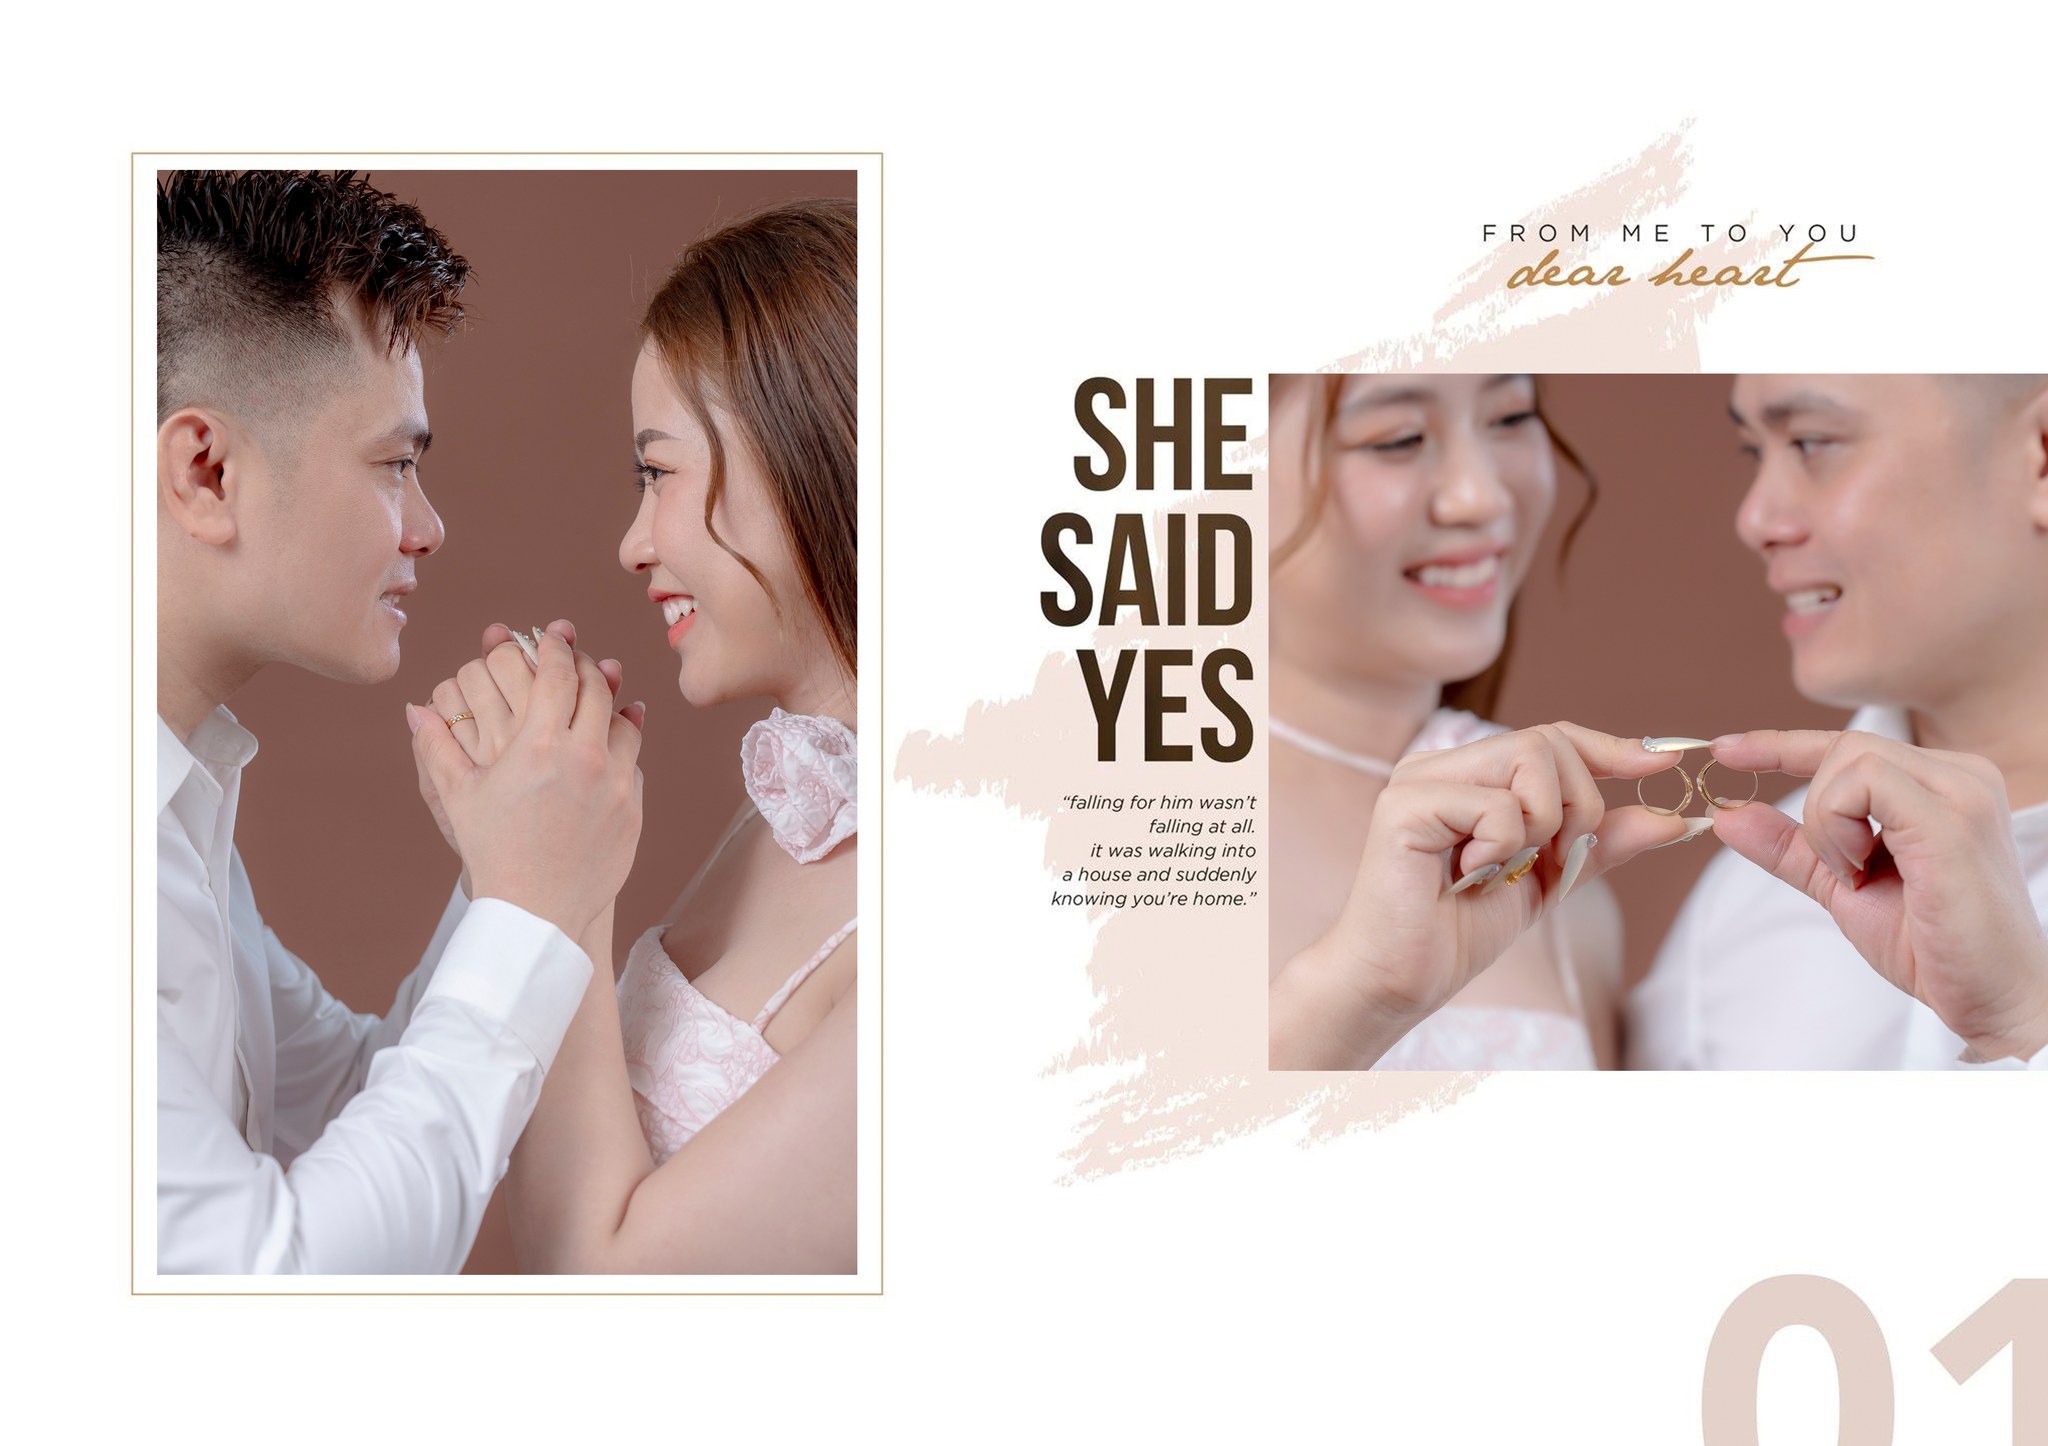 FROM ME TO YOU
dear heart
SHE
SAID
YES
“falling for him wasn’t
falling at all.
it was walking into
a house and suddenly
knowing you’re home.”
01